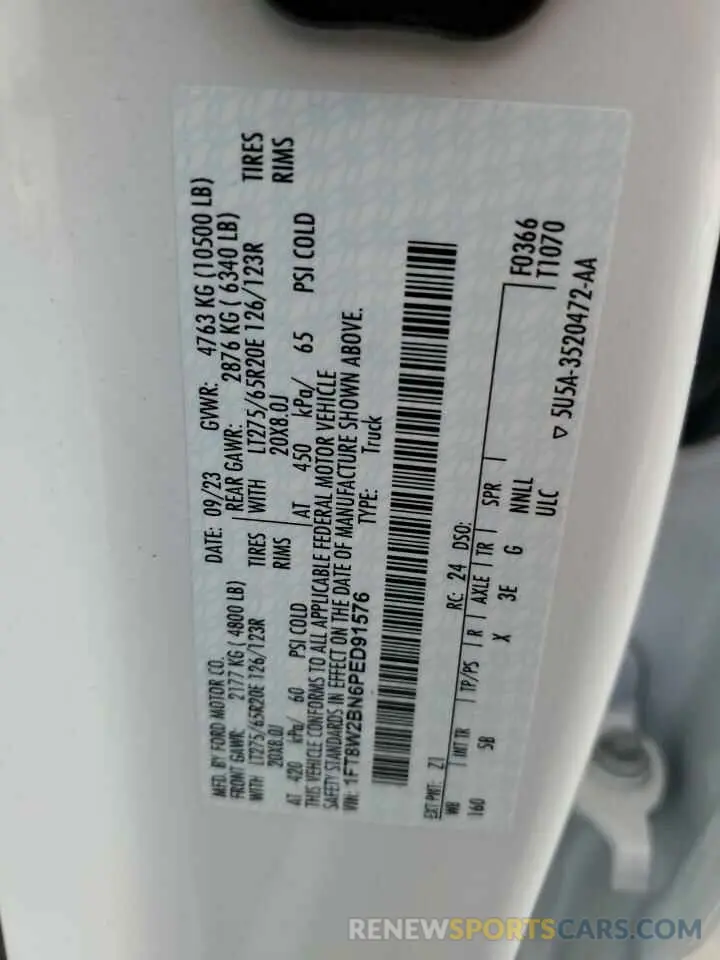 MFD. BY FORD MOTOR CO.
DATE: 09/23 GVWR: 4763 KG (10500 LB)
FRONT GAWR: 2177 KG ( 4800 LB) REAR GAWR: 2876 KG ( 6340 LB)
WITH LT275/65R20E 126/123R TIRES WITH LT275/65R20E 126/123R TIRES
20X8.0J RIMS 20X8.0J RIMS
AT 420 kPa/ 60 PSI COLD AT 450 kPa/ 65 PSI COLD
THIS VEHICLE CONFORMS TO ALL APPLICABLE FEDERAL MOTOR VEHICLE
SAFETY STANDARDS IN EFFECT ON THE DATE OF MANUFACTURE SHOWN ABOVE.
VIN: 1FT8W2BN6PED91576 TYPE: Truck
EXT PNT: Z1 RC: 24 DSO: F0366
WB INT TR TP/PS R AXLE TR SPR T1070
160 5B X 3E G NNLL
ULC
▽ 5U5A-3520472-AA
RENEWSPORTSCARS.COM